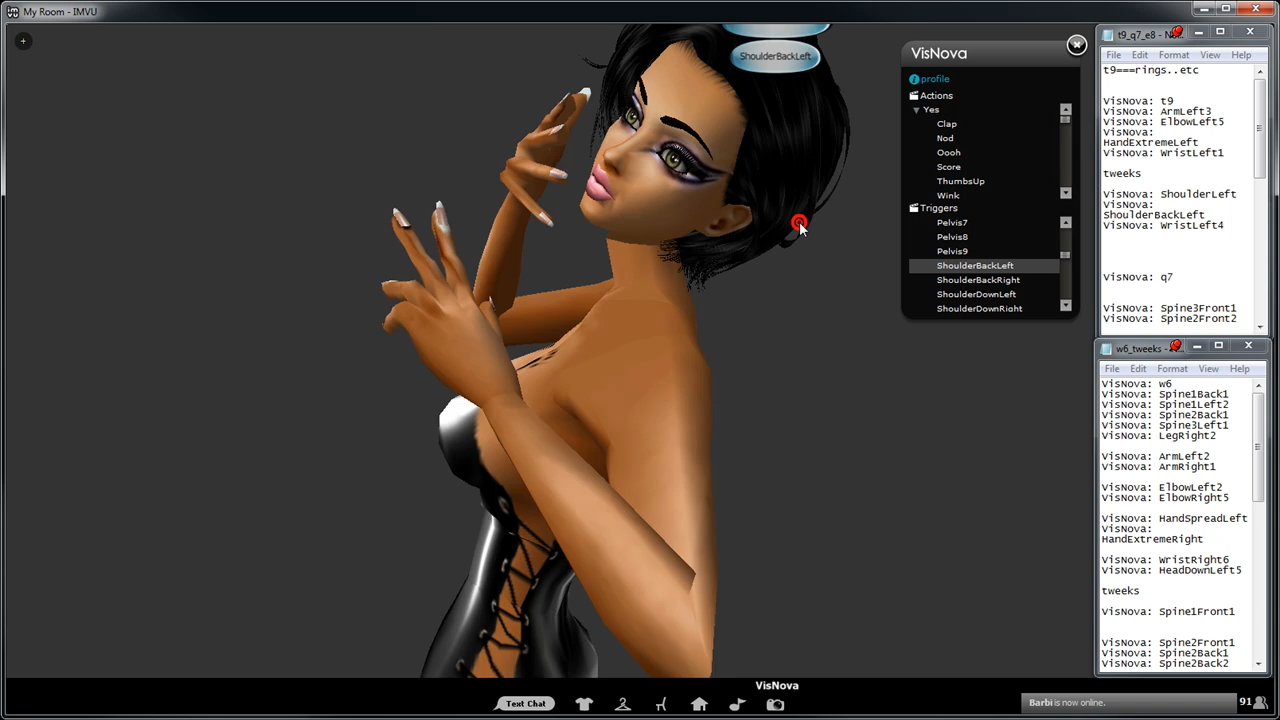 My Room - IMVU
ShoulderBackLeft
VisNova
profile
Actions
Yes
Clap
Nod
Oooh
Score
ThumbsUp
Wink
Triggers
Pelvis7
Pelvis8
Pelvis9
ShoulderBackLeft
ShoulderBackRight
ShoulderDownLeft
ShoulderDownRight
t9_q7_e8 - N...
File Edit Format View Help
t9===rings..etc
VisNova: t9
VisNova: ArmLeft3
VisNova: ElbowLeft5
VisNova:
HandExtremeLeft
VisNova: WristLeft1
tweeks
VisNova: ShoulderLeft
VisNova:
ShoulderBackLeft
VisNova: WristLeft4
VisNova: q7
VisNova: Spine3Front1
VisNova: Spine2Front2
w6_tweeks -
File Edit Format View Help
VisNova: w6
VisNova: Spine1Back1
VisNova: Spine1Left2
VisNova: Spine2Back1
VisNova: Spine3Left1
VisNova: LegRight2
VisNova: ArmLeft2
VisNova: ArmRight1
VisNova: ElbowLeft2
VisNova: ElbowRight5
VisNova: HandSpreadLeft
VisNova:
HandExtremeRight
VisNova: WristRight6
VisNova: HeadDownLeft5
tweeks
VisNova: Spine1Front1
VisNova: Spine2Front1
VisNova: Spine2Back1
VisNova: Spine2Back2
VisNova
Text Chat
Barbi is now online.
91